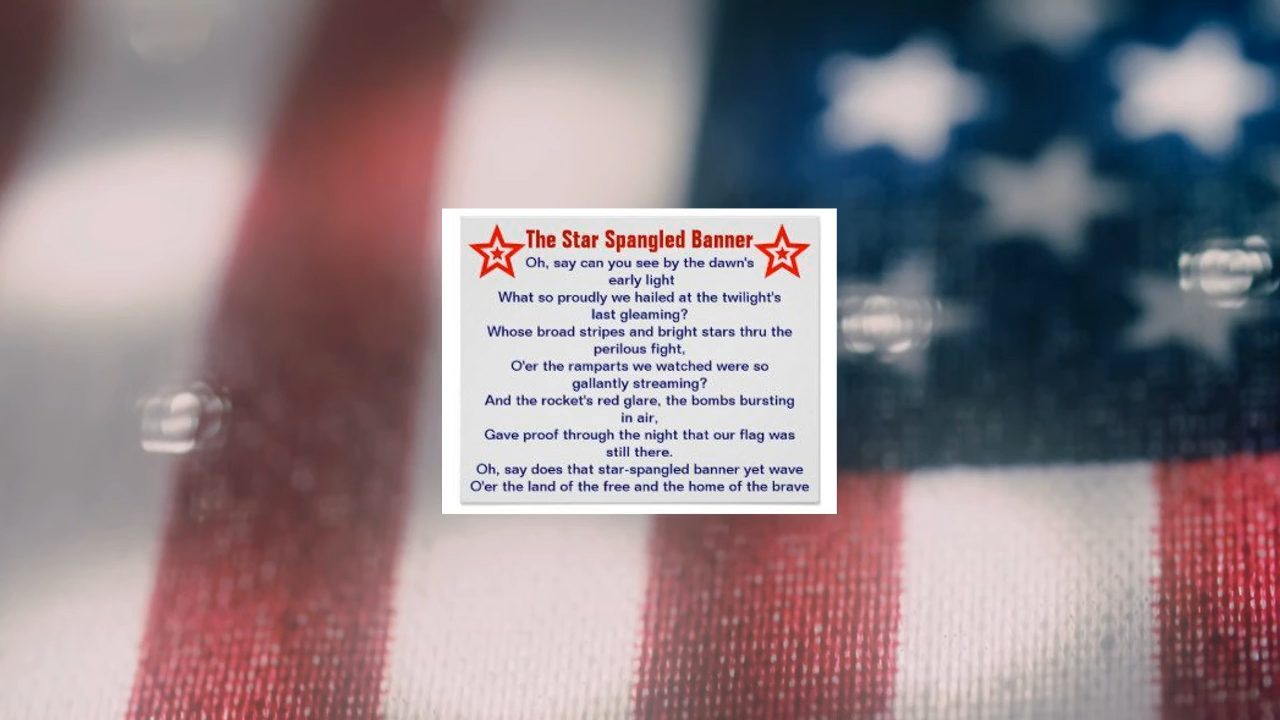 The Star Spangled Banner
Oh, say can you see by the dawn's
early light
What so proudly we hailed at the twilight's
last gleaming?
Whose broad stripes and bright stars thru the
perilous fight,
O'er the ramparts we watched were so
gallantly streaming?
And the rocket's red glare, the bombs bursting
in air,
Gave proof through the night that our flag was
still there.
Oh, say does that star-spangled banner yet wave
O'er the land of the free and the home of the brave